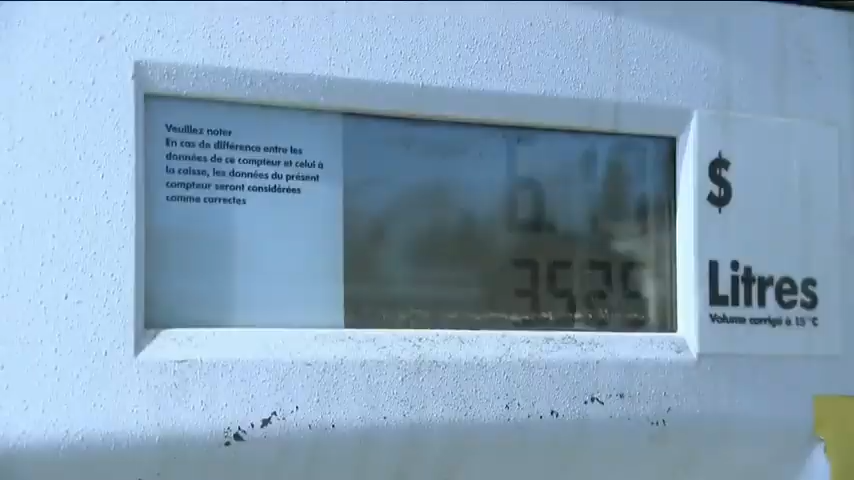 Veuillez noter
En cas de différence entre les
données de ce compteur et celui à
la caisse, les données du présent
compteur seront considérées
comme correctes
$
Litres
Volume corrigé à 15 °C